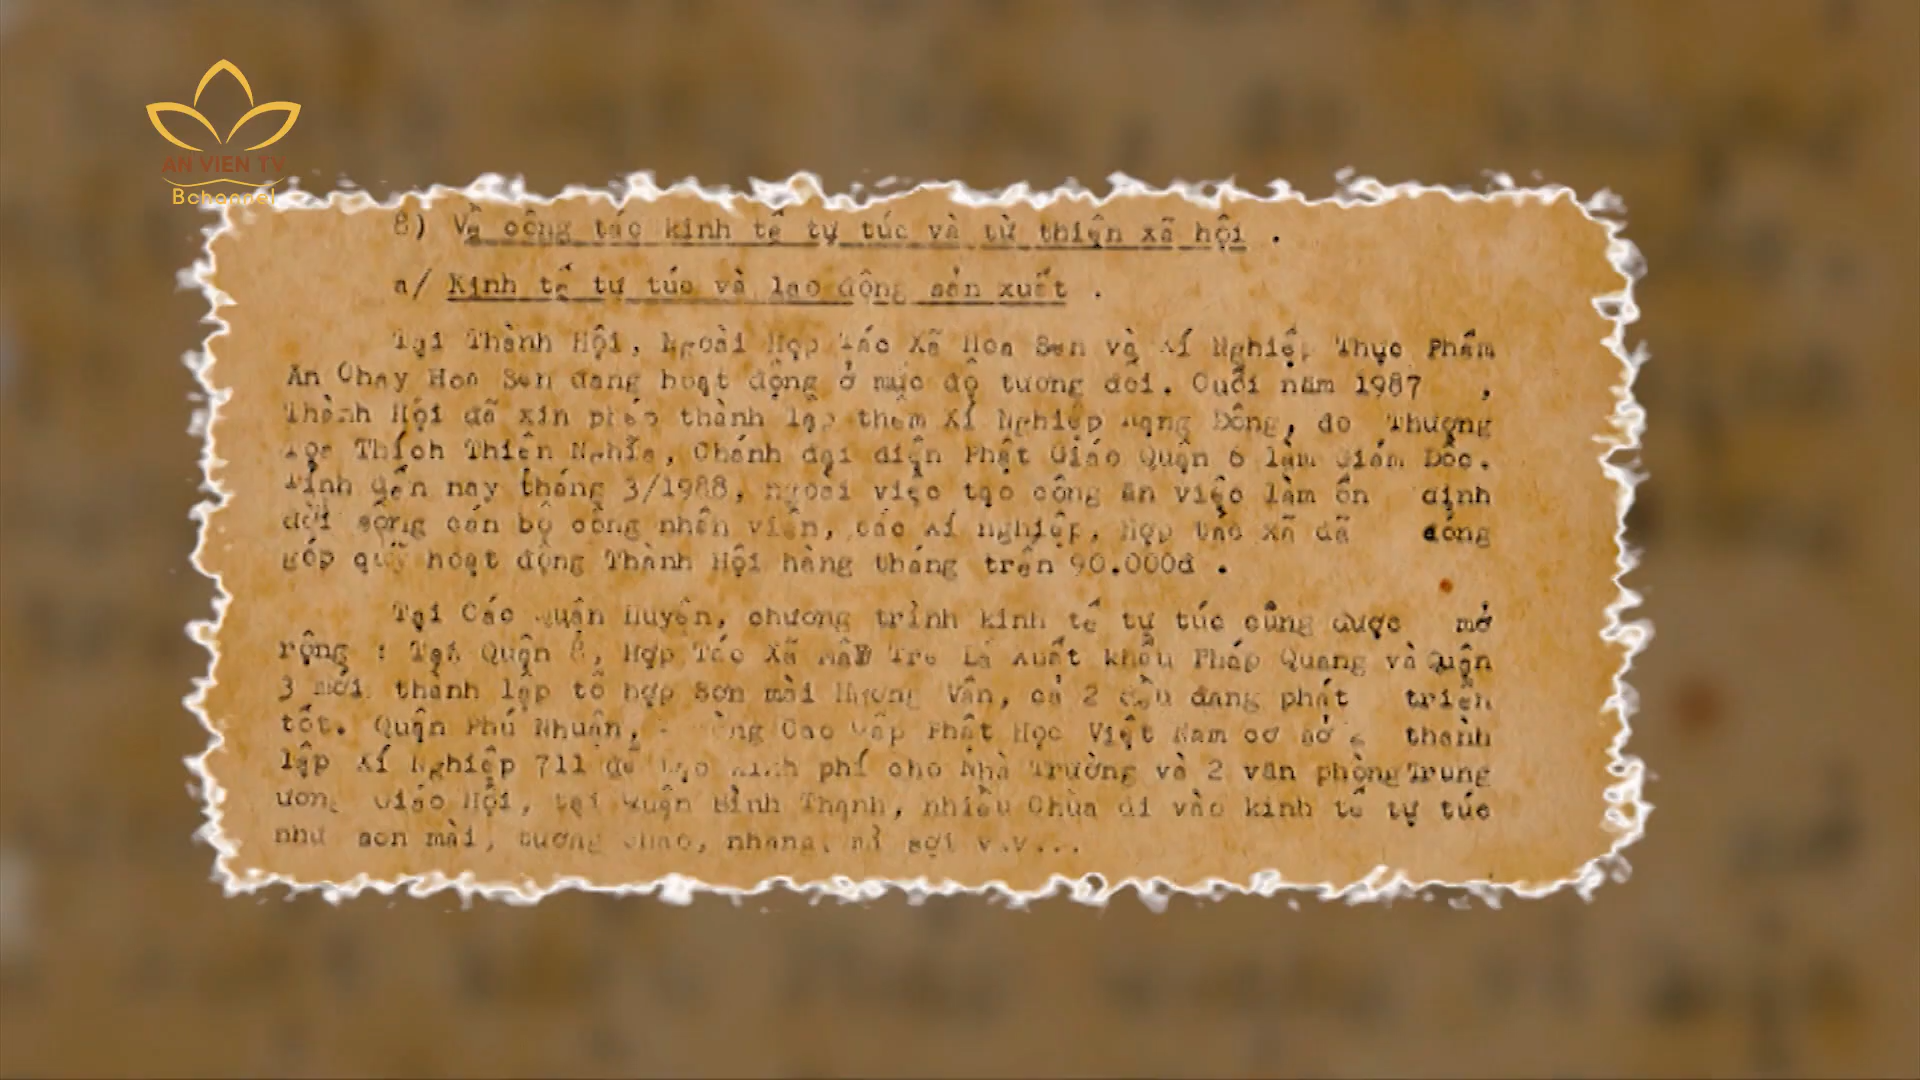 AN VIEN TV
Bchannel
8) Về công tác kinh tế tự túc và từ thiện xã hội .
a/ Kinh tế tự túc và lao động sản xuất .
Tại Thành Hội, Ngoài Hợp Tác Xã Hoa Sen và Xí Nghiệp Thực Phẩm
Ăn Chay Hoa Sen đang hoạt động ở mức độ tương đối. Cuối năm 1987 ,
Thành Hội đã xin phép thành lập thêm Xí Nghiệp Rạng Đông, do Thượng
Tọa Thích Thiện Nghĩa, Chánh đại diện Phật Giáo Quận 6 làm Giám Đốc.
Tính đến nay tháng 3/1988, ngoài việc tạo công ăn việc làm ổn định
đời sống cán bộ công nhân viên, các xí nghiệp, Hợp tác xã đã đóng
góp quỹ hoạt động Thành Hội hàng tháng trên 90.000đ .
Tại Các Quận Huyện, chương trình kinh tế tự túc cũng được mở
rộng : Tại Quận 8, Hợp Tác Xã Mây Tre Lá Xuất khẩu Pháp Quang và Quận
3 mới thành lập tổ hợp Sơn mài Hương Vân, cả 2 đều đang phát triển
tốt. Quận Phú Nhuận, Cao Cấp Phật Học Việt Nam cơ sở thành
lập Xí Nghiệp 711 để tạo kinh phí cho Nhà Trường và 2 văn phòng Trung
ương Giáo Hội, tại Quận Bình Thạnh, nhiều Chùa đi vào kinh tế tự túc
như sơn mài, tương chao, nhang, mì sợi v.v...